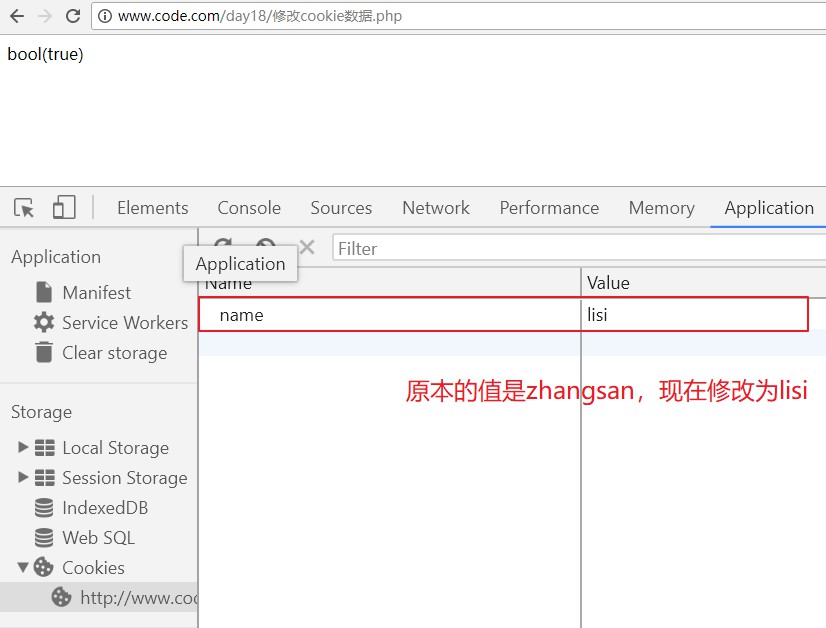 www.code.com/day18/修改cookie数据.php
bool(true)
Elements Console Sources Network Performance Memory Application
Application
Manifest
Service Workers
Clear storage
Storage
Local Storage
Session Storage
IndexedDB
Web SQL
Cookies
http://www.cod
Application
Filter
Name Value
name lisi
原本的值是zhangsan，现在修改为lisi